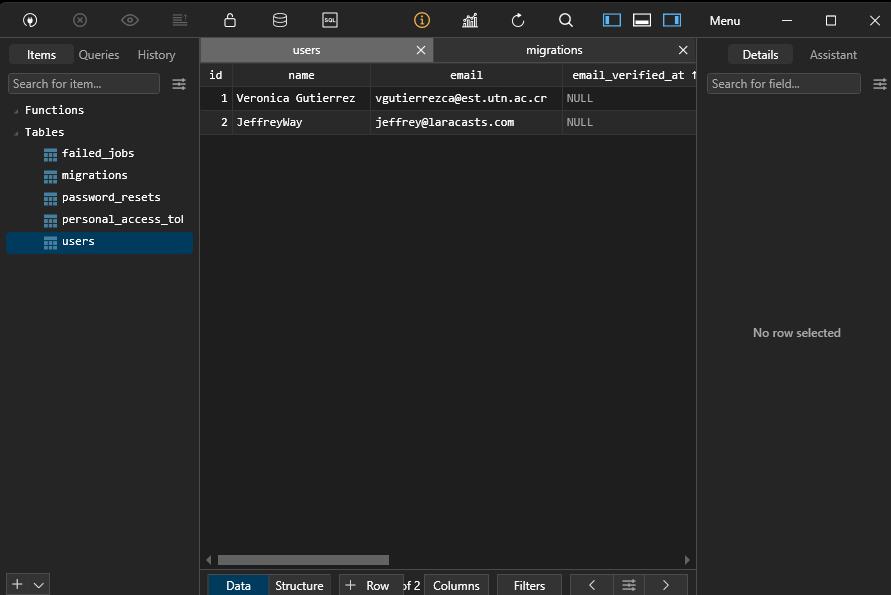 SQL
Menu
Items Queries History
users
migrations
Details Assistant
Search for item...
id name email email_verified_at
Search for field...
1 Veronica Gutierrez vgutierrezca@est.utn.ac.cr NULL
Functions
2 JeffreyWay jeffrey@laracasts.com NULL
Tables
failed_jobs
migrations
password_resets
personal_access_to
users
No row selected
Data Structure + Row of 2 Columns Filters